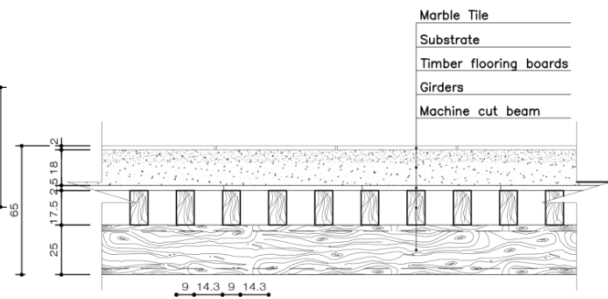 Marble Tile
Substrate
Timber flooring boards
Girders
Machine cut beam
2
18
2.5
17.5
25
65
9 14.3 9 14.3